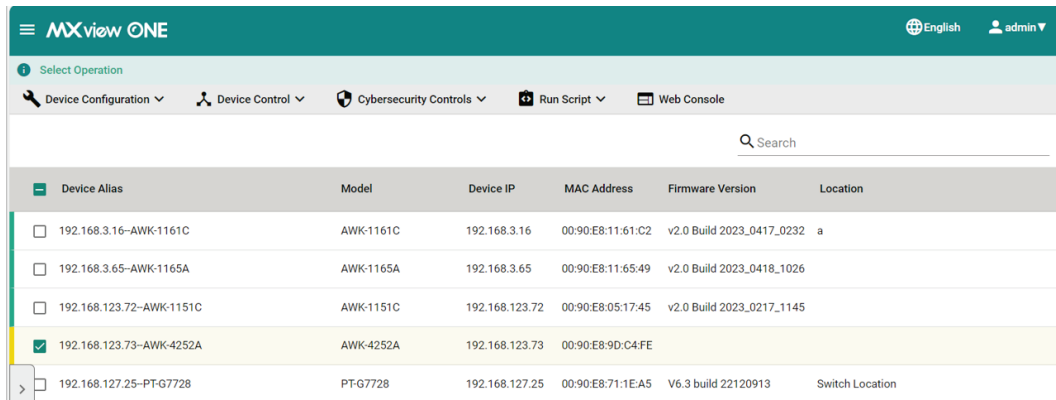 MXview ONE English admin
Select Operation
Device Configuration Device Control Cybersecurity Controls Run Script Web Console
Search
Device Alias Model Device IP MAC Address Firmware Version Location
192.168.3.16--AWK-1161C AWK-1161C 192.168.3.16 00:90:E8:11:61:C2 v2.0 Build 2023_0417_0232 a
192.168.3.65--AWK-1165A AWK-1165A 192.168.3.65 00:90:E8:11:65:49 v2.0 Build 2023_0418_1026
192.168.123.72--AWK-1151C AWK-1151C 192.168.123.72 00:90:E8:05:17:45 v2.0 Build 2023_0217_1145
192.168.123.73--AWK-4252A AWK-4252A 192.168.123.73 00:90:E8:9D:C4:FE
192.168.127.25--PT-G7728 PT-G7728 192.168.127.25 00:90:E8:71:1E:A5 V6.3 build 22120913 Switch Location